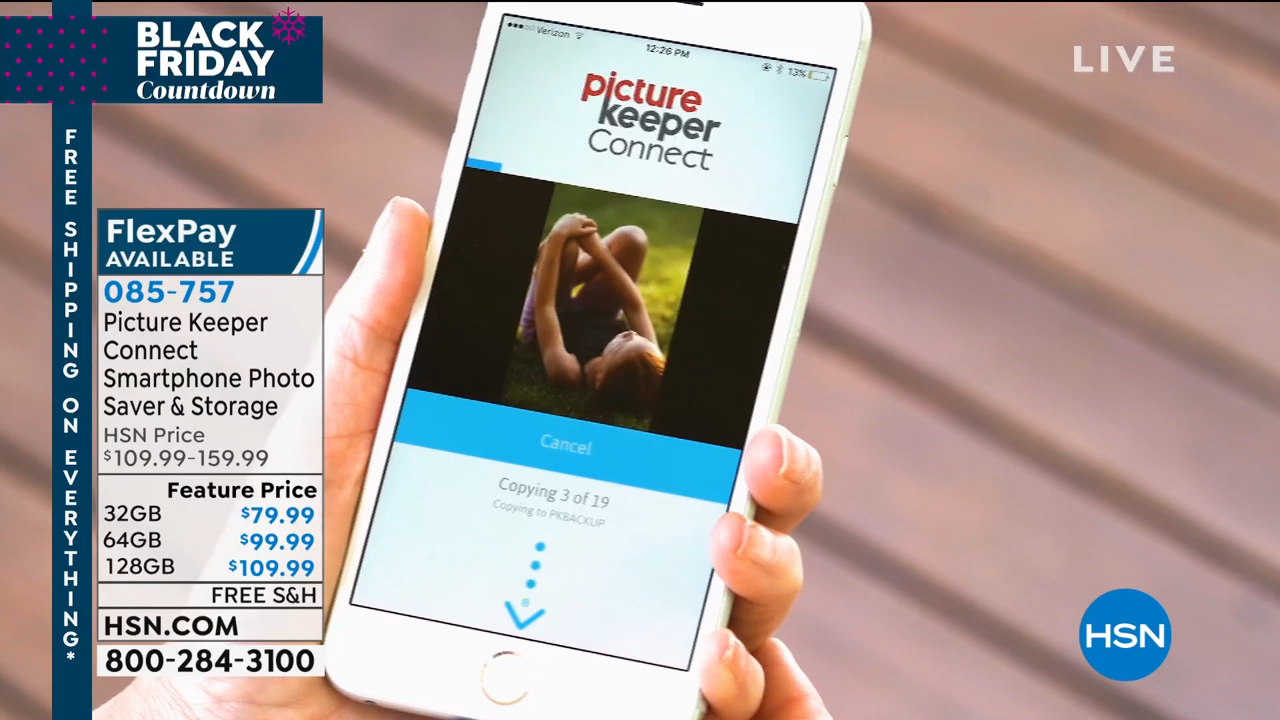 BLACK
FRIDAY
Countdown
FREE SHIPPING ON EVERYTHING*
FlexPay
AVAILABLE
085-757
Picture Keeper
Connect
Smartphone Photo
Saver & Storage
HSN Price
$109.99-159.99
Feature Price
32GB $79.99
64GB $99.99
128GB $109.99
FREE S&H
HSN.COM
800-284-3100
Verizon
12:26 PM
13%
picture
keeper
Connect
Cancel
Copying 3 of 19
Copying to PKBACKUP
LIVE
HSN